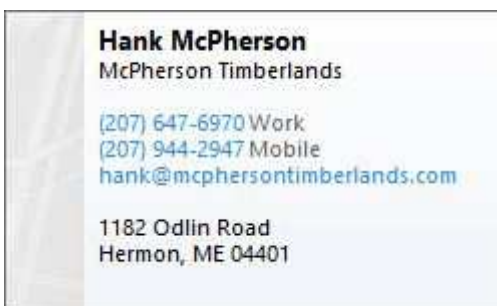 Hank McPherson
McPherson Timberlands
(207) 647-6970 Work
(207) 944-2947 Mobile
hank@mcphersontimberlands.com
1182 Odlin Road
Hermon, ME 04401